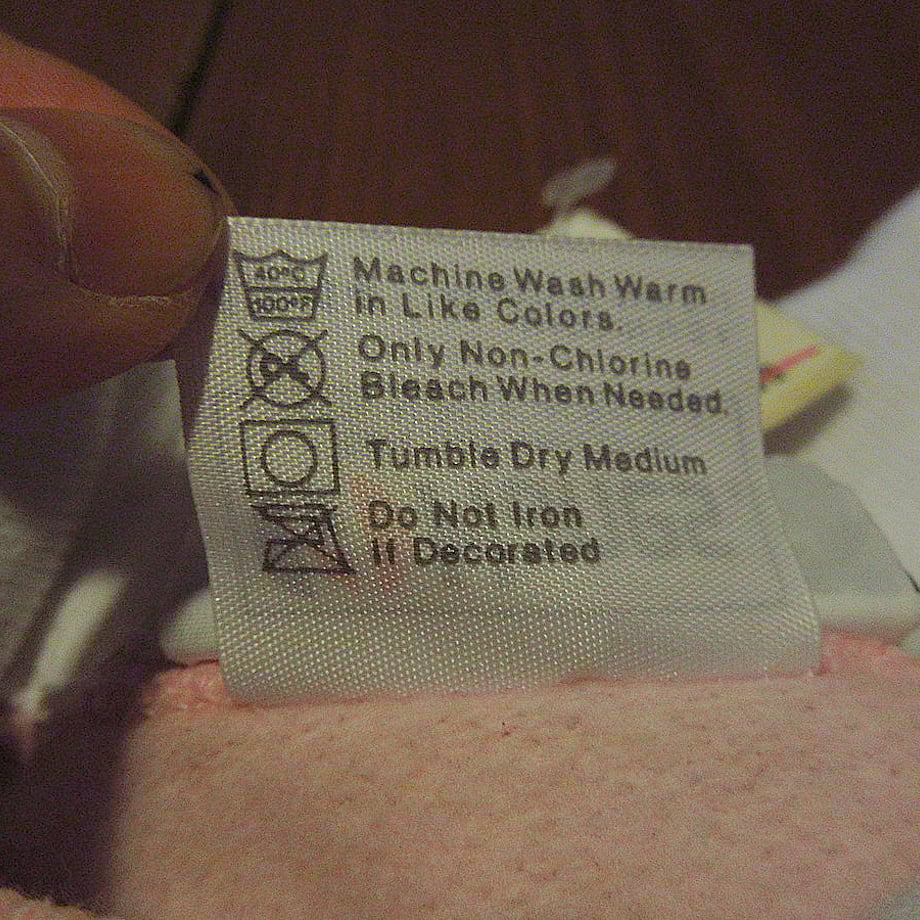 40°C
100°F
Machine Wash Warm
in Like Colors.
Only Non-Chlorine
Bleach When Needed.
Tumble Dry Medium
Do Not Iron
If Decorated